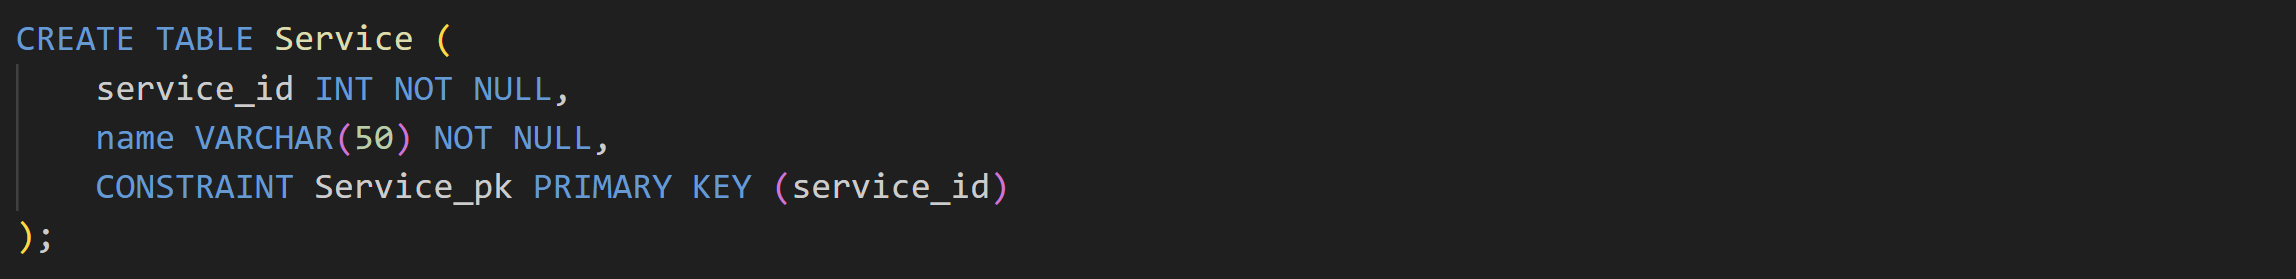 CREATE TABLE Service (
    service_id INT NOT NULL,
    name VARCHAR(50) NOT NULL,
    CONSTRAINT Service_pk PRIMARY KEY (service_id)
);